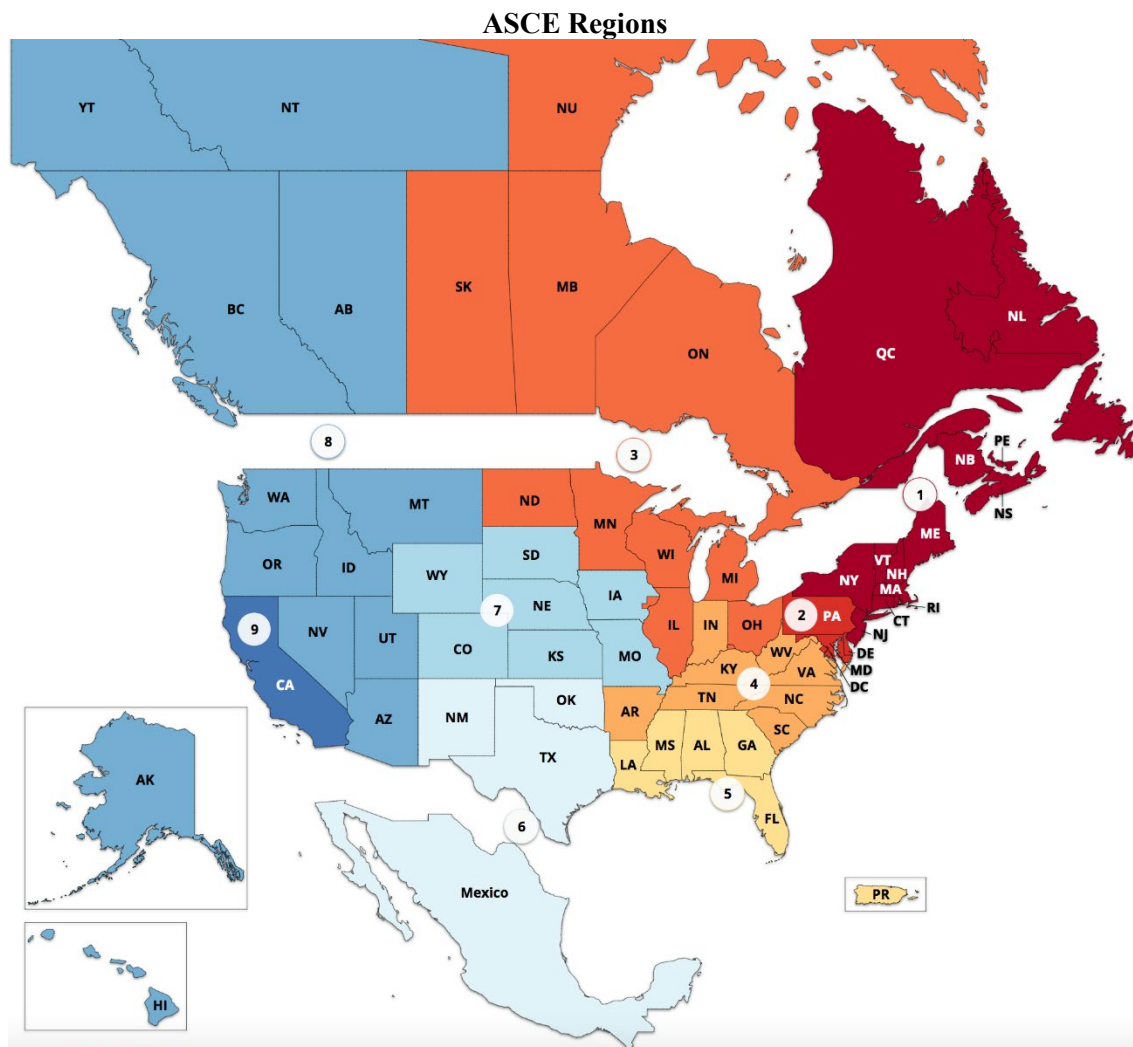 ASCE Regions
YT
NT
NU
BC
AB
SK
MB
ON
QC
NL
PE
NB
NS
8
3
1
WA
MT
ND
MN
ME
OR
ID
SD
WI
VT
NH
NY
MA
WY
MI
RI
CT
NE
IA
7
9
NV
UT
CO
KS
MO
IL
IN
OH
2
PA
NJ
DE
MD
DC
WV
VA
KY
4
CA
AZ
NM
OK
AR
TN
NC
SC
TX
LA
MS
AL
GA
5
FL
6
AK
Mexico
PR
HI